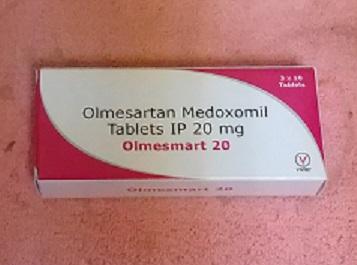 3 x 10
Tablets
Olmesartan Medoxomil
Tablets IP 20 mg
Olmesmart 20
Olmesmart 20